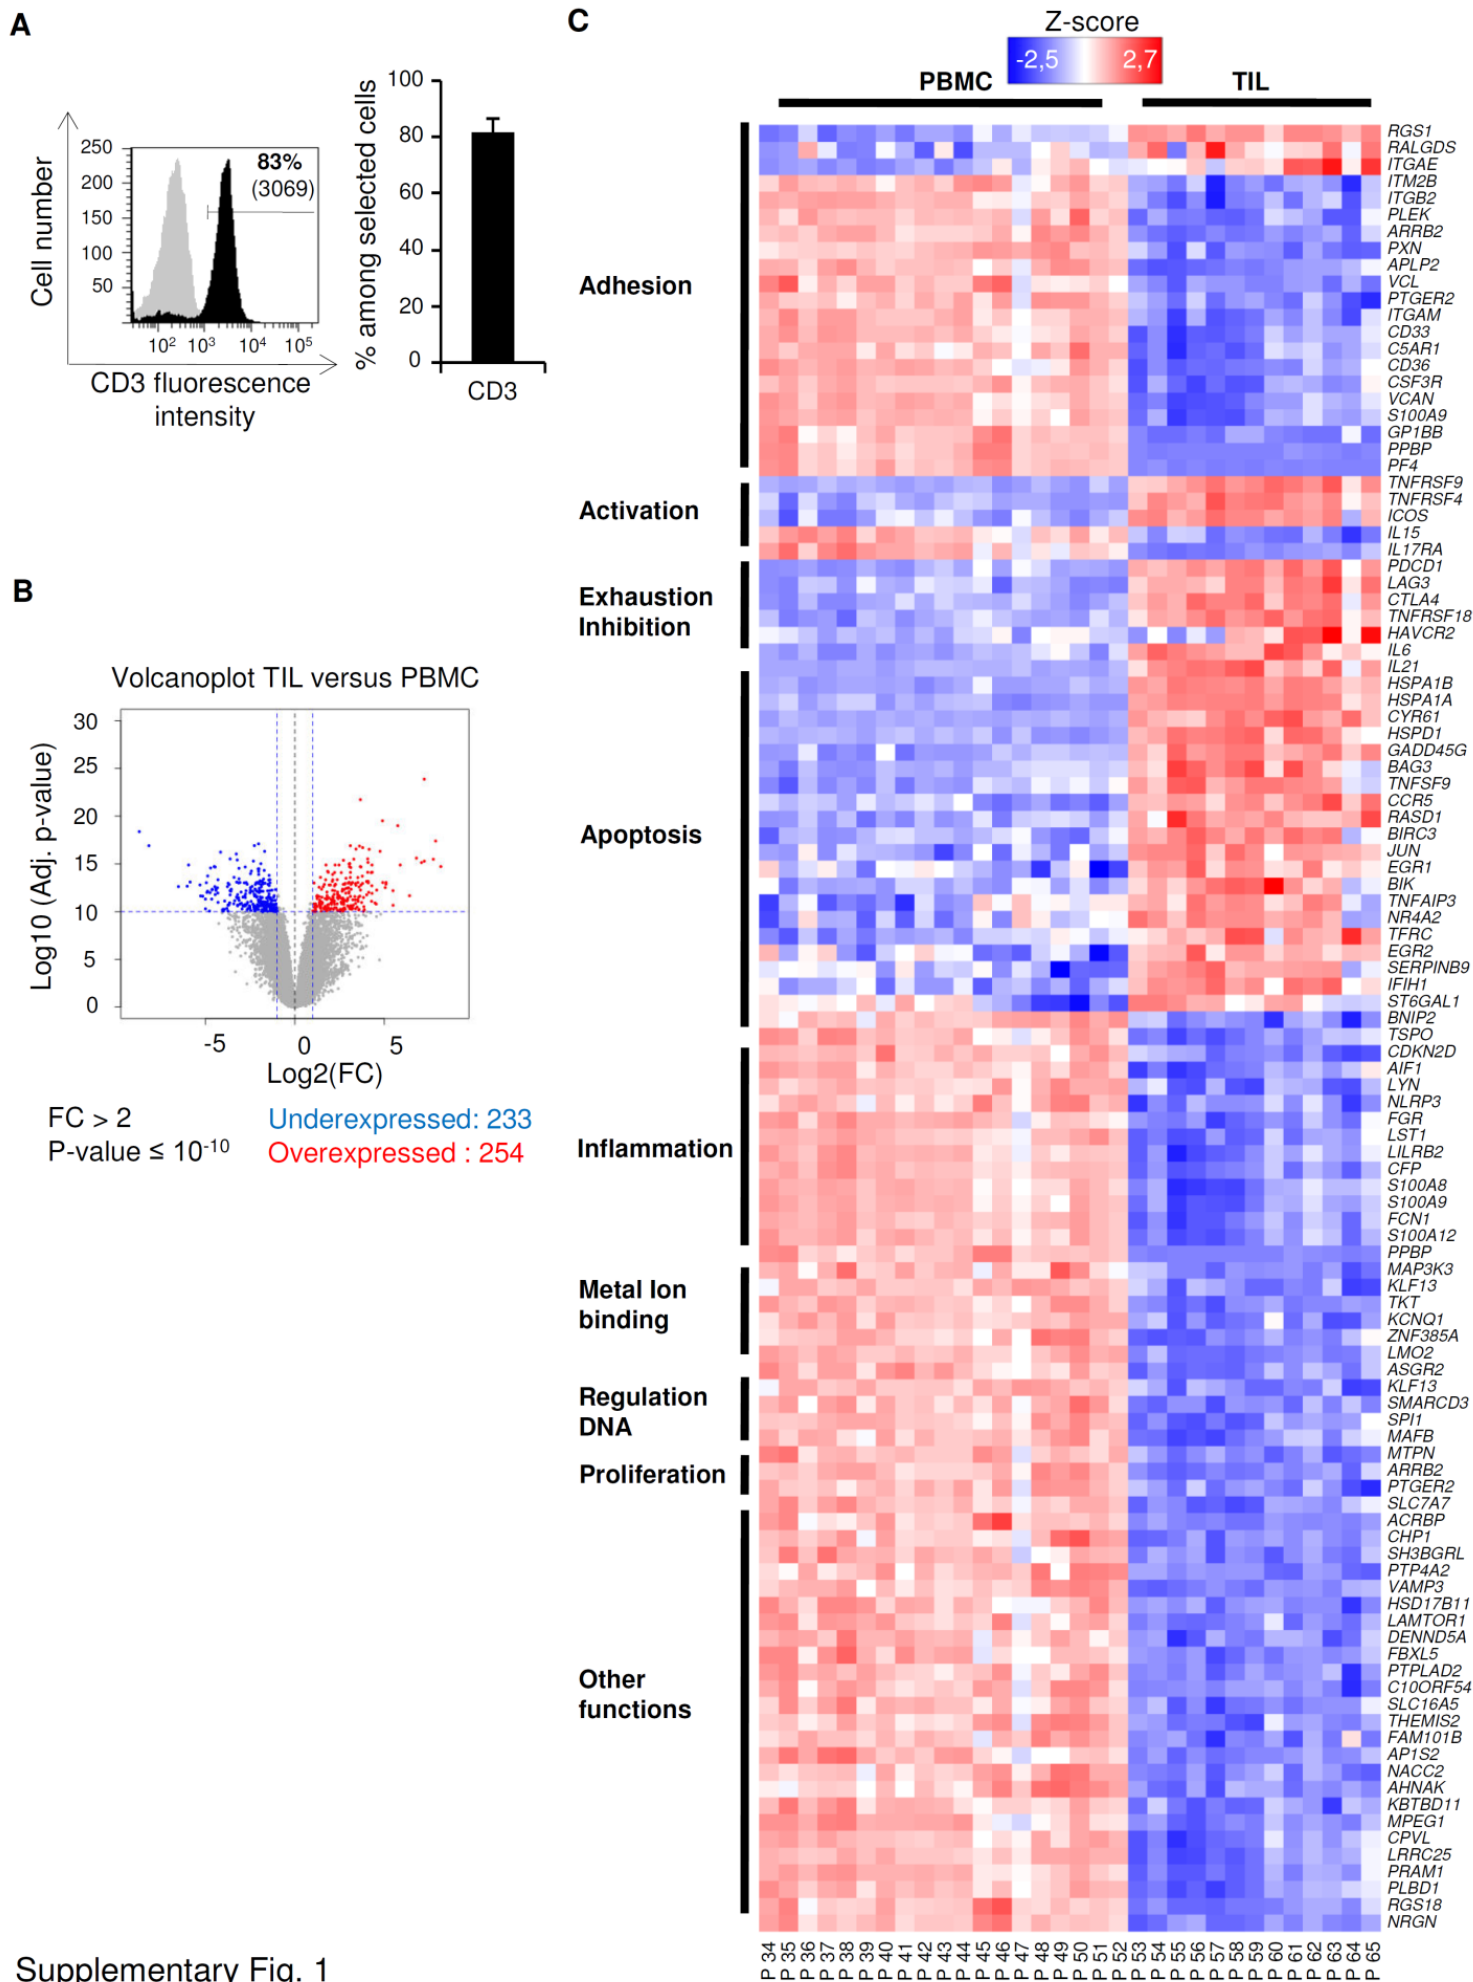 A
250
200
150
100
50
Cell number
83%
(3069)
10²
10³
10⁴
10⁵
CD3 fluorescence
intensity
% among selected cells
100
80
60
40
20
0
CD3
B
Volcanoplot TIL versus PBMC
Log10 (Adj. p-value)
30
25
20
15
10
5
0
-5
0
5
Log2(FC)
FC > 2
P-value ≤ 10⁻¹⁰
Underexpressed: 233
Overexpressed : 254
C
Z-score
-2,5
2,7
PBMC
TIL
Adhesion
Activation
Exhaustion
Inhibition
Apoptosis
Inflammation
Metal Ion
binding
Regulation
DNA
Proliferation
Other
functions
RGS1
RALGDS
ITGAE
ITM2B
ITGB2
PLEK
ARRB2
PXN
APLP2
VCL
PTGER2
ITGAM
CD33
C5AR1
CD36
CSF3R
VCAN
S100A9
GP1BB
PPBP
PF4
TNFRSF9
TNFRSF4
ICOS
IL15
IL17RA
PDCD1
LAG3
CTLA4
TNFRSF18
HAVCR2
IL6
IL21
HSPA1B
HSPA1A
CYR61
HSPD1
GADD45G
BAG3
TNFSF9
CCR5
RASD1
BIRC3
JUN
EGR1
BIK
TNFAIP3
NR4A2
TFRC
EGR2
SERPINB9
IFIH1
ST6GAL1
BNIP2
TSPO
CDKN2D
AIF1
LYN
NLRP3
FGR
LST1
LILRB2
CFP
S100A8
S100A9
FCN1
S100A12
PPBP
MAP3K3
KLF13
TKT
KCNQ1
ZNF385A
LMO2
ASGR2
KLF13
SMARCD3
SPI1
MAFB
MTPN
ARRB2
PTGER2
SLC7A7
ACRBP
CHP1
SH3BGRL
PTP4A2
VAMP3
HSD17B11
LAMTOR1
DENND5A
FBXL5
PTPLAD2
C10ORF54
SLC16A5
THEMIS2
FAM101B
AP1S2
NACC2
AHNAK
KBTBD11
MPEG1
CPVL
LRRC25
PRAM1
PLBD1
RGS18
NRGN
P 34
P 35
P 36
P 37
P 38
P 39
P 40
P 41
P 42
P 43
P 44
P 45
P 46
P 47
P 48
P 49
P 50
P 51
P 52
P 53
P 54
P 55
P 56
P 57
P 58
P 59
P 60
P 61
P 62
P 63
P 64
P 65
Supplementary Fig. 1